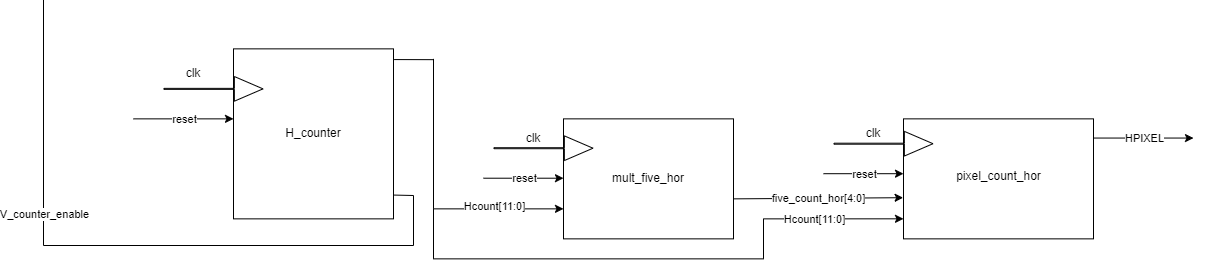 clk
reset
H_counter
V_counter_enable
clk
reset
Hcount[11:0]
mult_five_hor
clk
reset
five_count_hor[4:0]
Hcount[11:0]
pixel_count_hor
HPIXEL